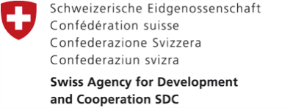 Schweizerische Eidgenossenschaft
Confédération suisse
Confederazione Svizzera
Confederaziun svizra
Swiss Agency for Development
and Cooperation SDC